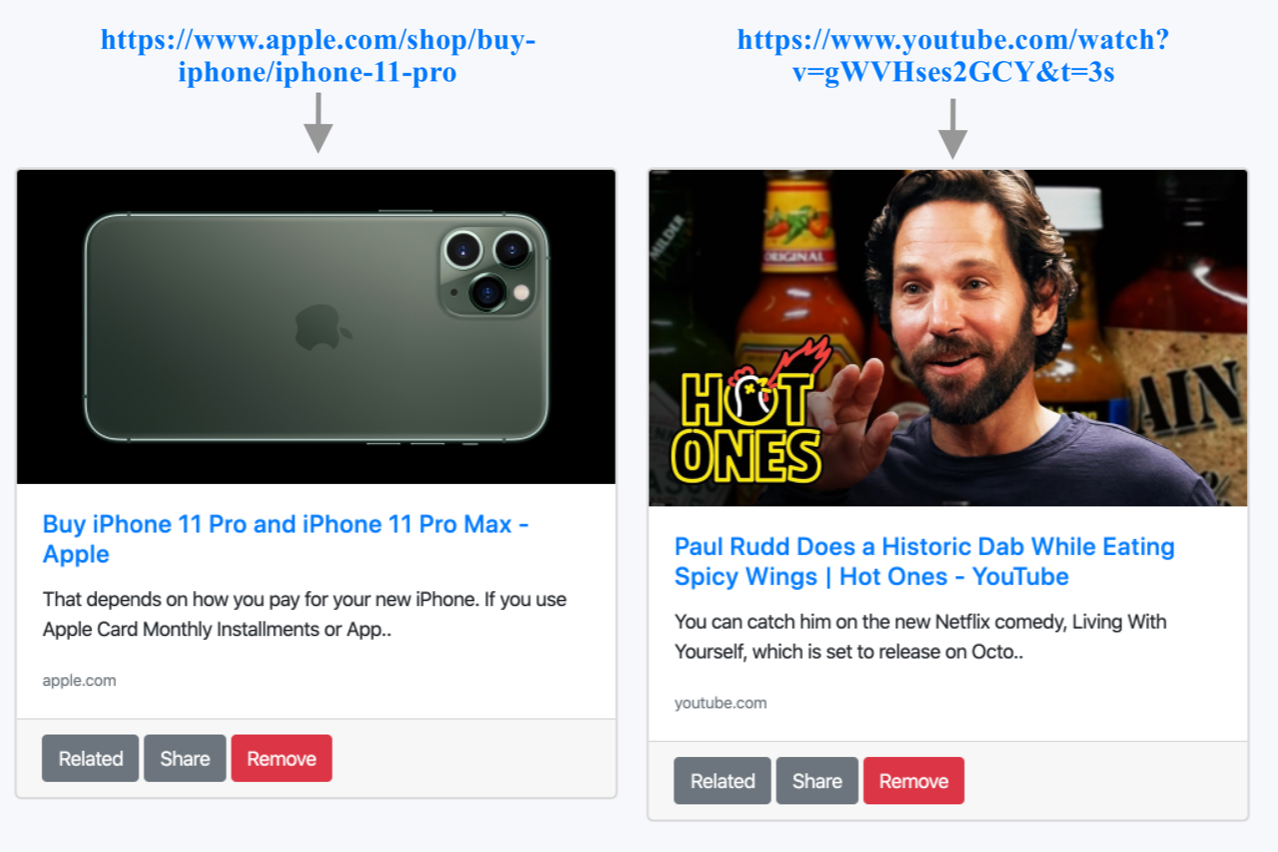 https://www.apple.com/shop/buy-
iphone/iphone-11-pro
Buy iPhone 11 Pro and iPhone 11 Pro Max -
Apple
That depends on how you pay for your new iPhone. If you use
Apple Card Monthly Installments or App..
apple.com
Related
Share
Remove
https://www.youtube.com/watch?
v=gWVHses2GCY&t=3s
MILDER
ORIGINAL
HOT
ONES
AIN
Paul Rudd Does a Historic Dab While Eating
Spicy Wings | Hot Ones - YouTube
You can catch him on the new Netflix comedy, Living With
Yourself, which is set to release on Octo..
youtube.com
Related
Share
Remove